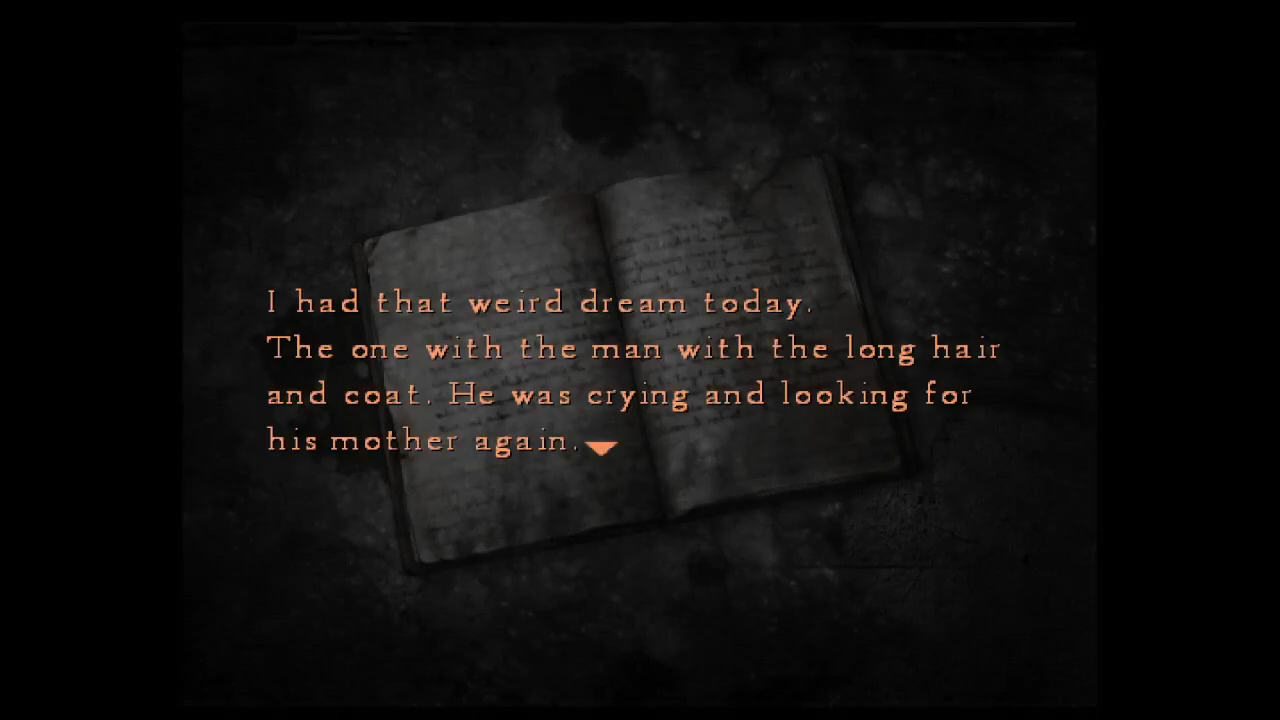 I had that weird dream today.
The one with the man with the long hair
and coat. He was crying and looking for
his mother again.